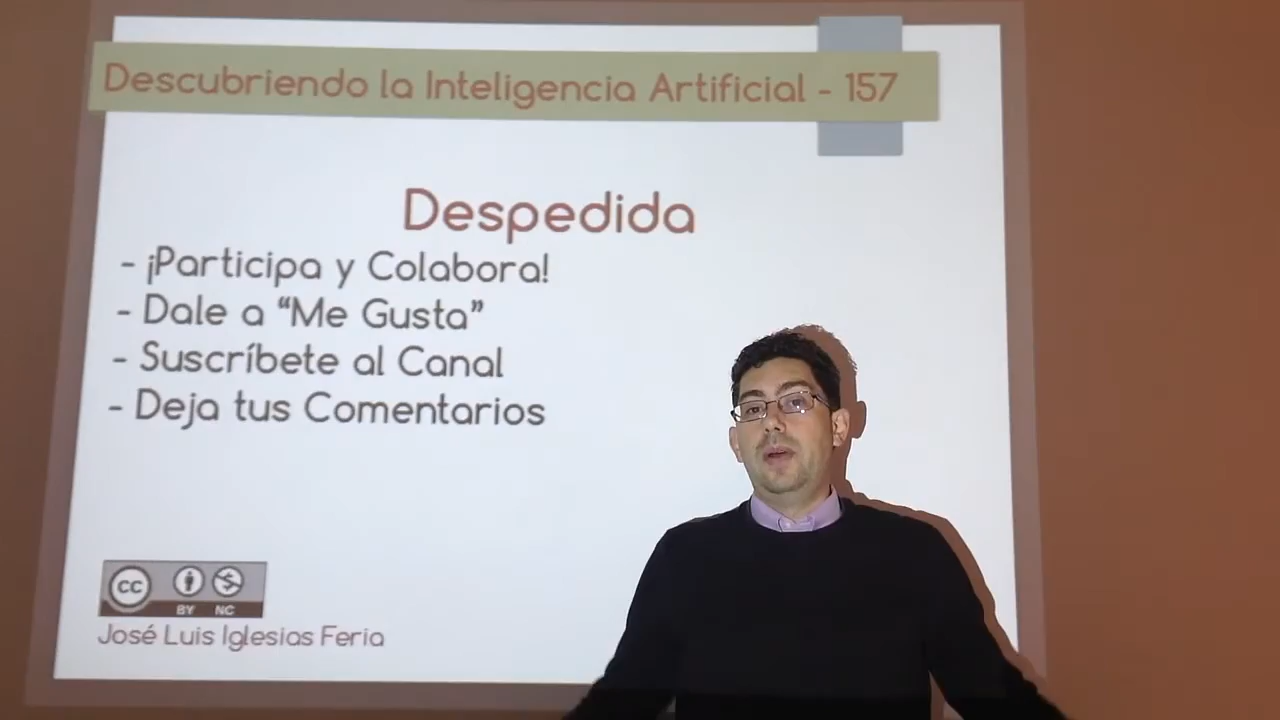 Descubriendo la Inteligencia Artificial - 157
Despedida
- ¡Participa y Colabora!
- Dale a “Me Gusta”
- Suscríbete al Canal
- Deja tus Comentarios
CC
BY NC
José Luis Iglesias Feria